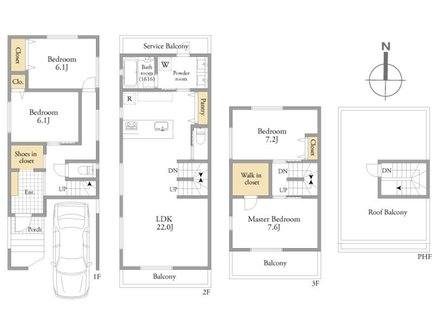 Closet
Bedroom
6.1J
Clo.
Bedroom
6.1J
Shoes in
closet
Ent.
UP
Porch
1F
Service Balcony
Bath
room
(1616)
W
Powder
room
R
Pantry
DN
UP
LDK
22.0J
Balcony
2F
Bedroom
7.2J
Closet
Walk in
closet
DN
Master Bedroom
7.6J
Balcony
3F
N
DN
Roof Balcony
PHF